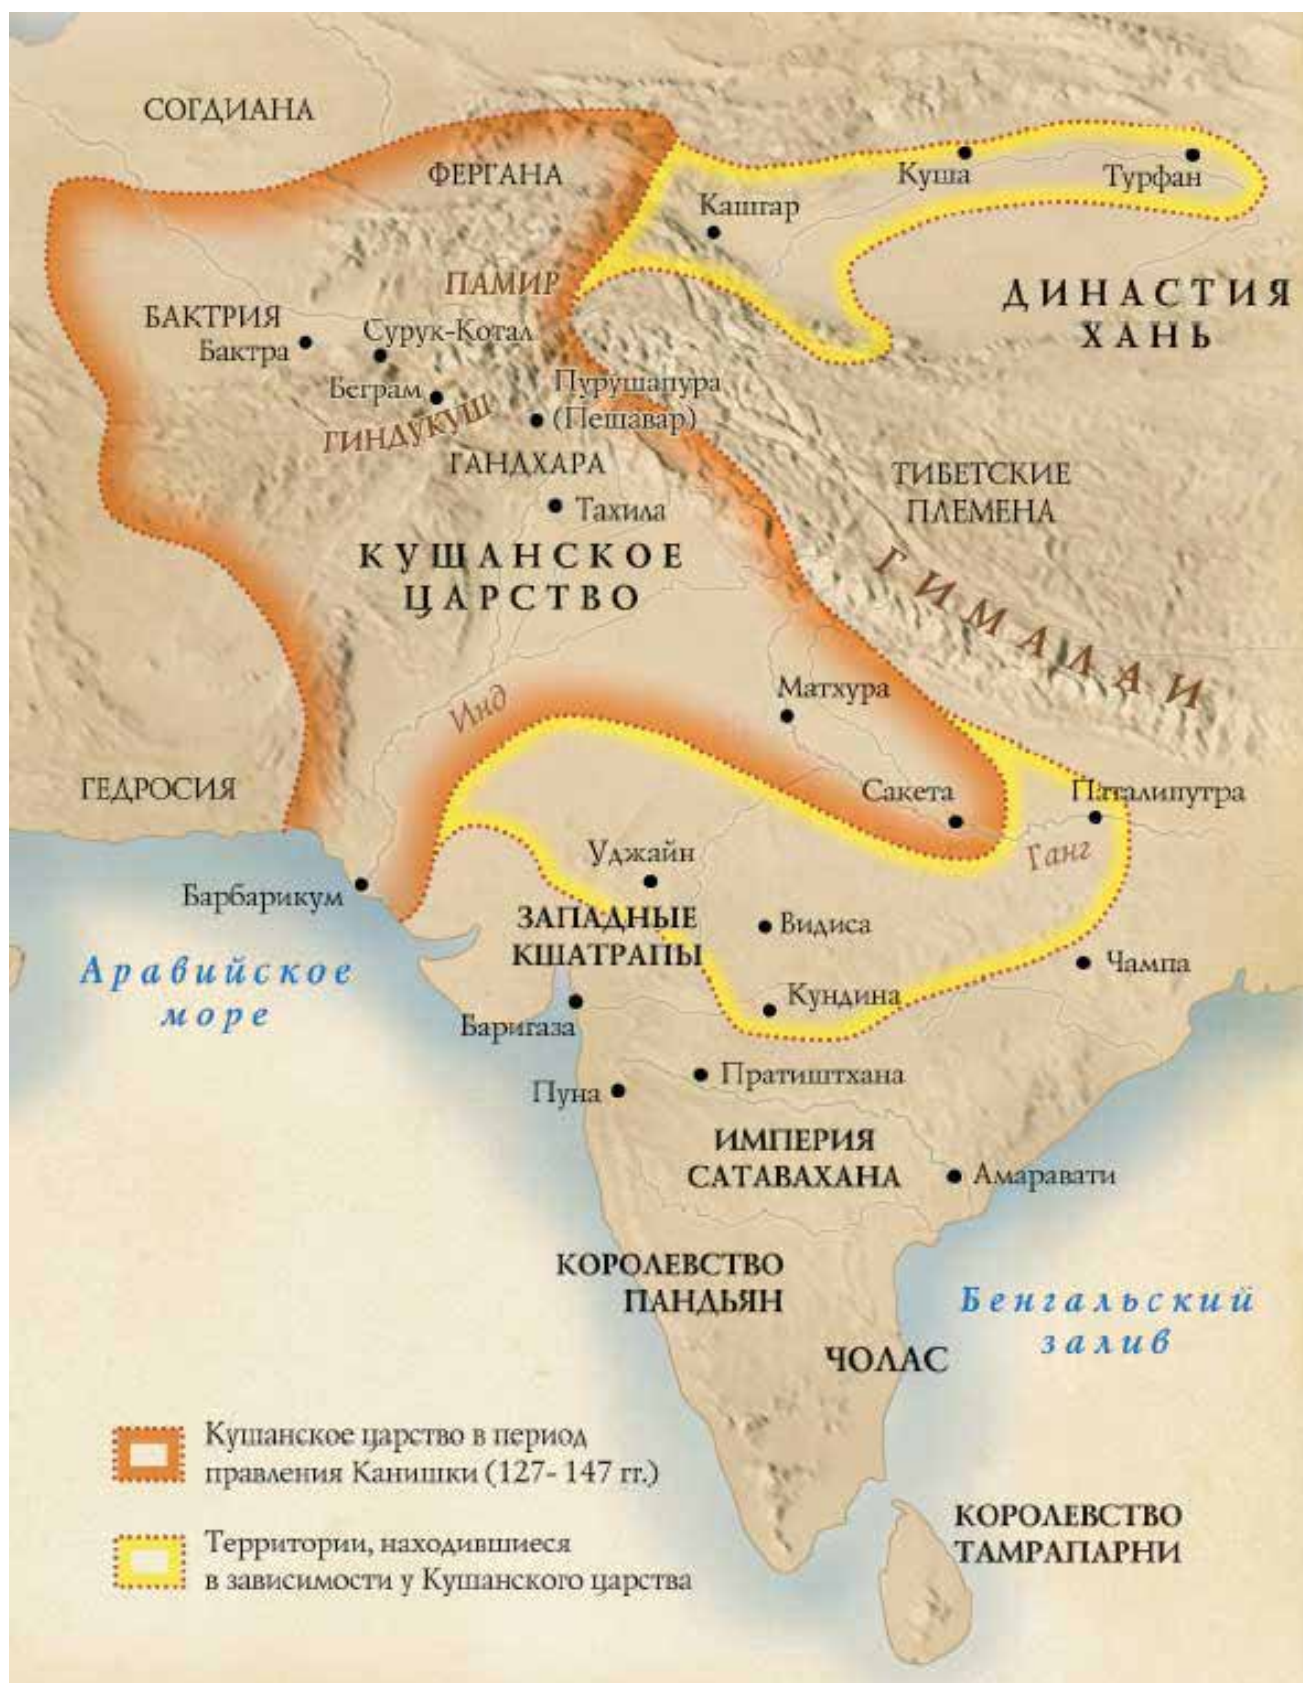 СОГДИАНА
ФЕРГАНА
Куша
Турфан
Кашгар
ПАМИР
ДИНАСТИЯ
ХАНЬ
БАКТРИЯ
Бактра
Сурук-Котал
Беграм
ГИНДУКУШ
Пурушапура
(Пешавар)
ГАНДХАРА
Тахила
ТИБЕТСКИЕ
ПЛЕМЕНА
КУШАНСКОЕ
ЦАРСТВО
ГИМАЛАИ
Инд
Матхура
ГЕДРОСИЯ
Сакета
Паталипутра
Ганг
Уджайн
Барбарикум
ЗАПАДНЫЕ
КШАТРАПЫ
Видиса
Чампа
Аравийское
море
Кундина
Баригаза
Пратиштхана
Пуна
ИМПЕРИЯ
САТАВАХАНА
Амаравати
КОРОЛЕВСТВО
ПАНДЬЯН
Бенгальский
залив
ЧОЛАС
Кушанское царство в период
правления Канишки (127- 147 гг.)
КОРОЛЕВСТВО
ТАМРАПАРНИ
Территории, находившиеся
в зависимости у Кушанского царства